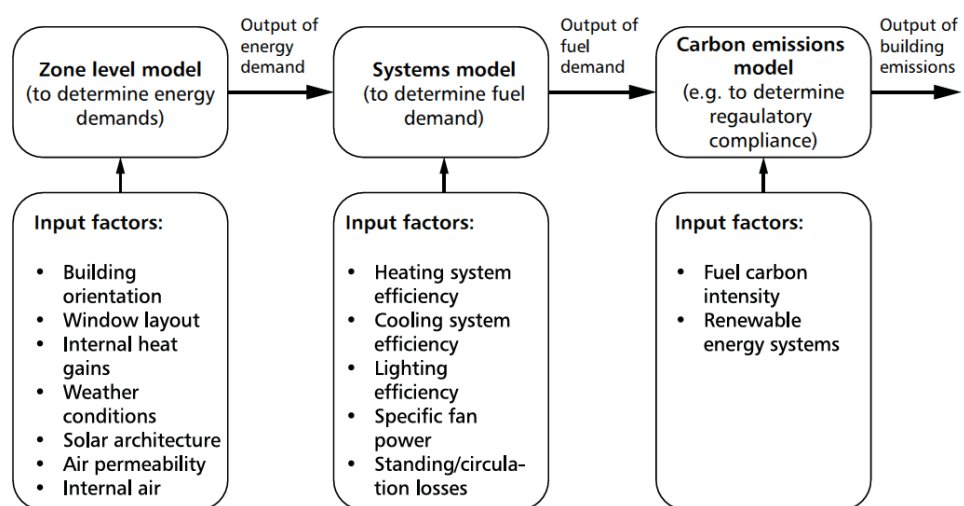 Zone level model
(to determine energy
demands)
Output of
energy
demand
Systems model
(to determine fuel
demand)
Output of
fuel
demand
Carbon emissions
model
(e.g. to determine
regaulatory
compliance)
Output of
building
emissions
Input factors:
• Building
orientation
• Window layout
• Internal heat
gains
• Weather
conditions
• Solar architecture
• Air permeability
• Internal air
Input factors:
• Heating system
efficiency
• Cooling system
efficiency
• Lighting
efficiency
• Specific fan
power
• Standing/circula-
tion losses
Input factors:
• Fuel carbon
intensity
• Renewable
energy systems